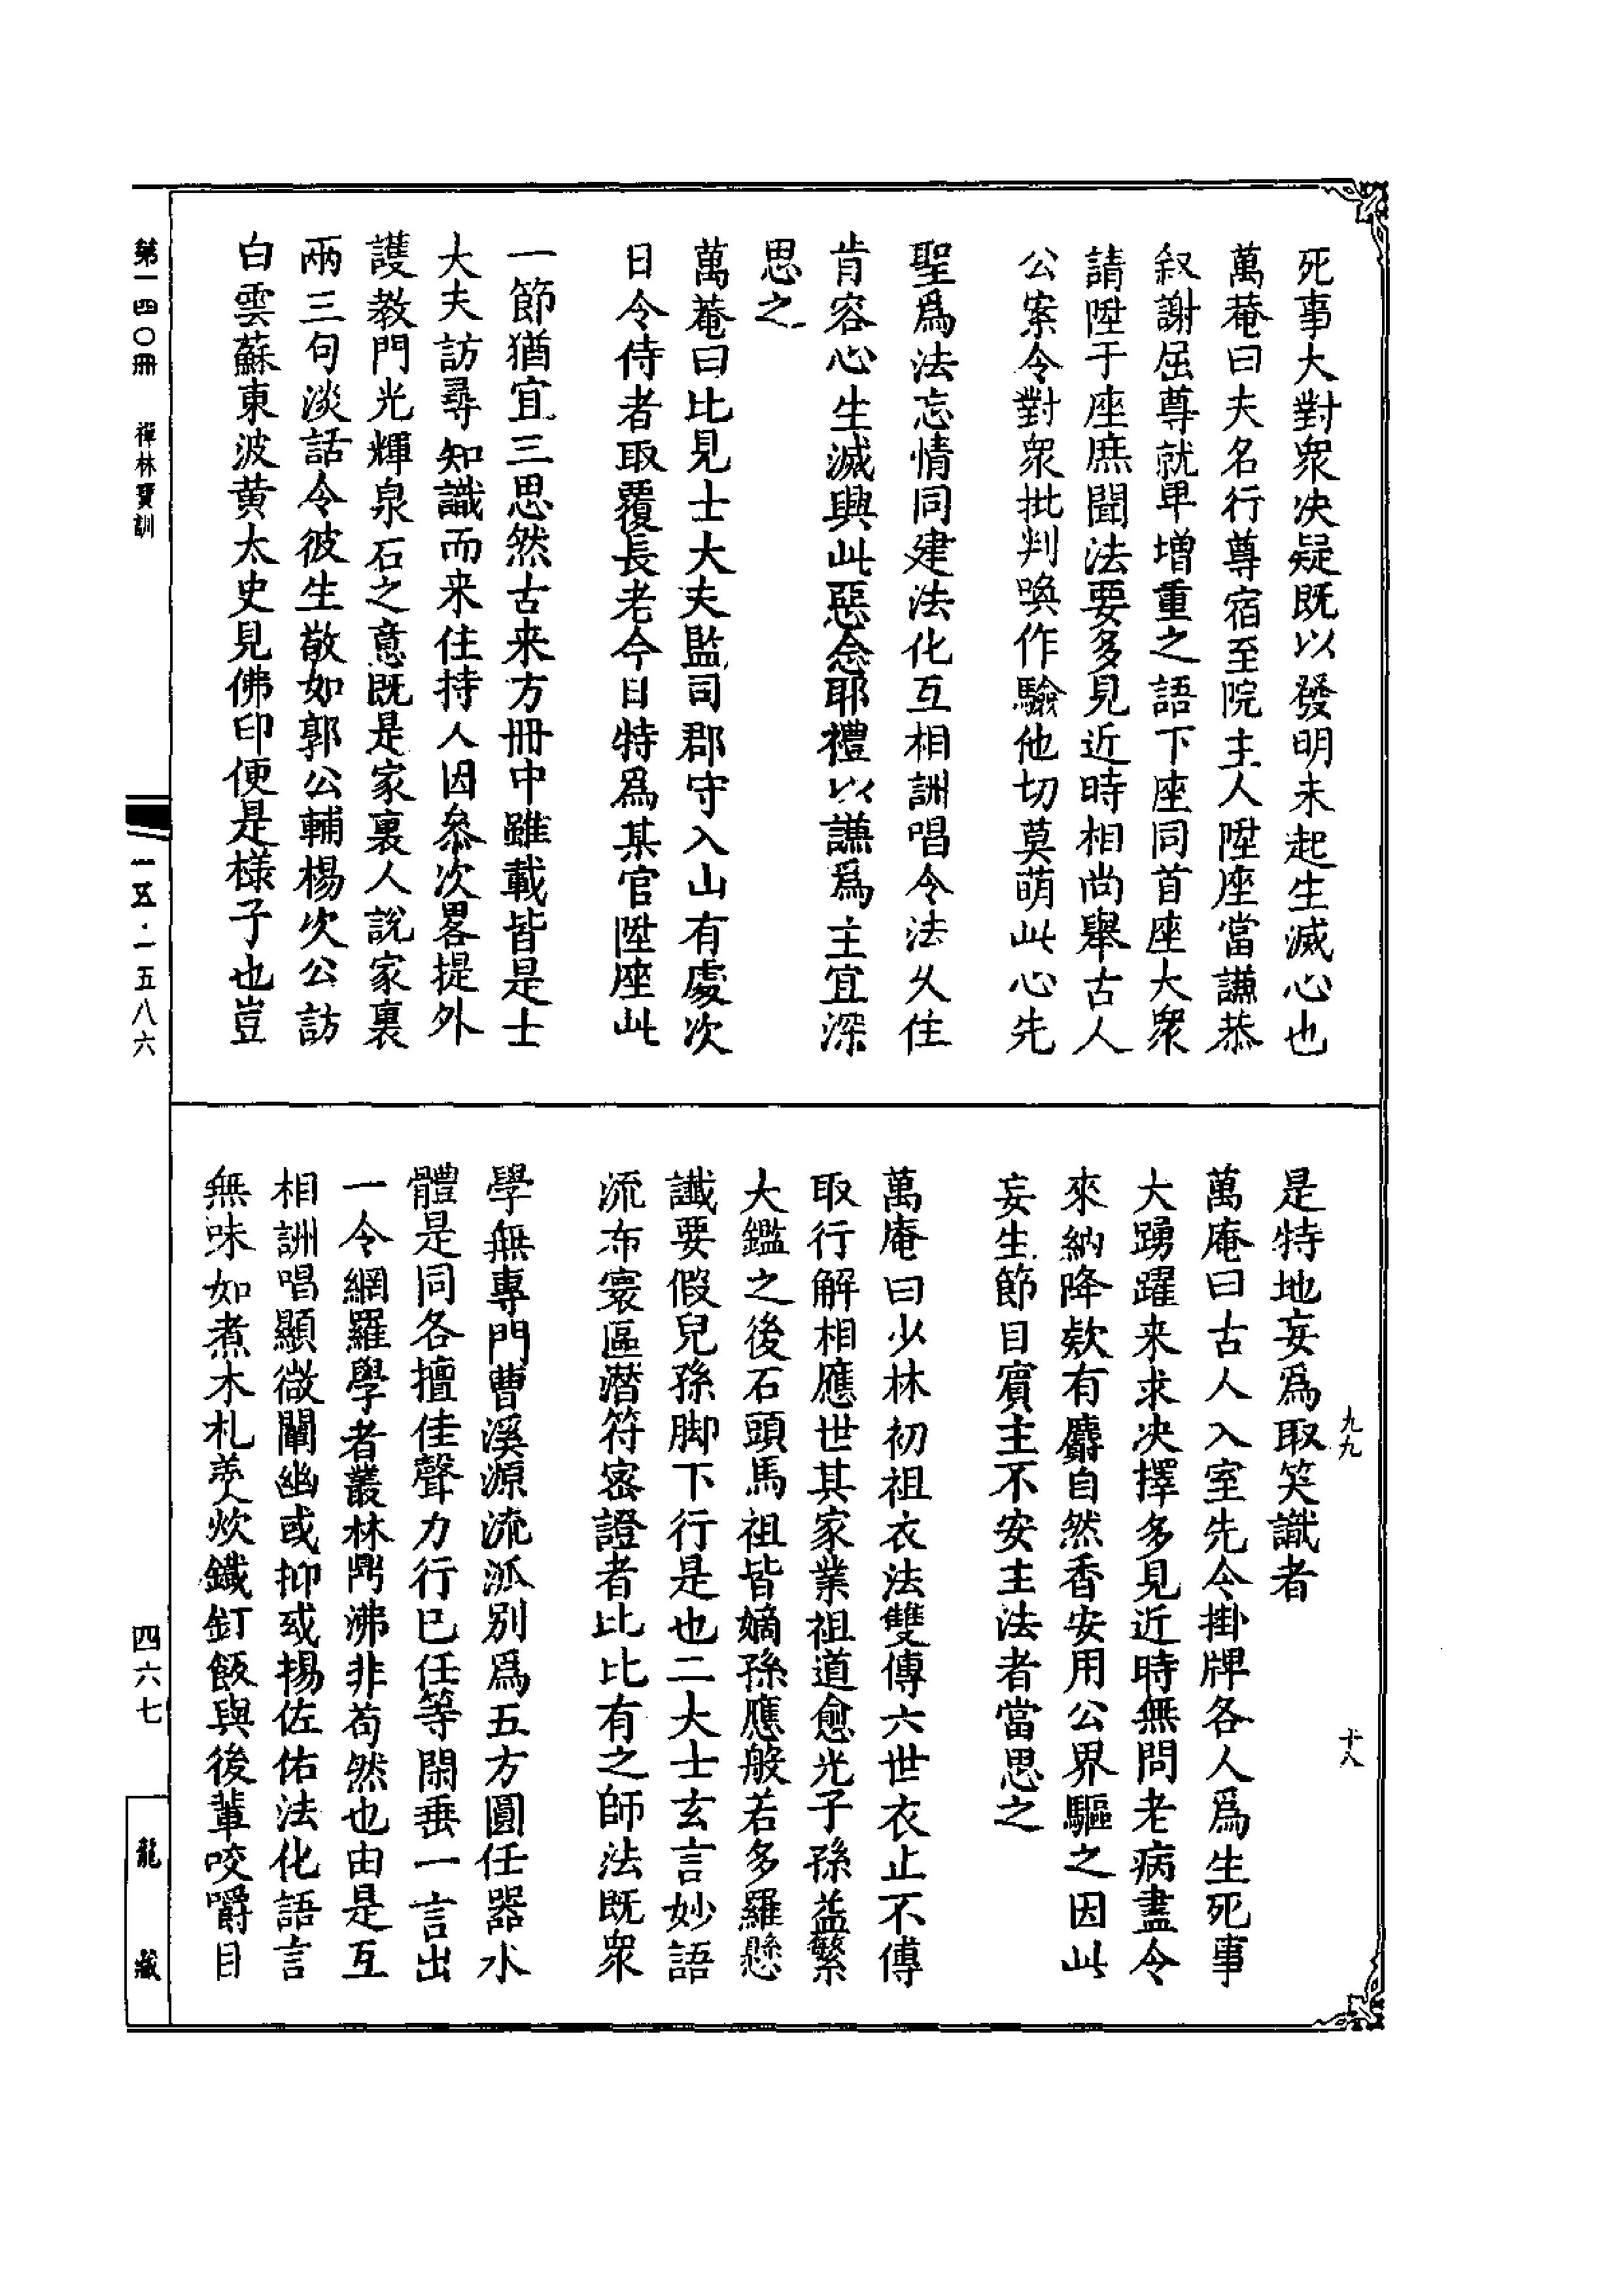 死事大對衆决疑既以發明未起生滅心也
萬菴曰夫名行尊宿至院主人陞座當謙恭
叙謝屈尊就卑增重之語下座同首座大衆
請陞于座庶聞法要多見近時相尚舉古人
公案令對衆批判喚作驗他切莫萌此心先
聖爲法忘情同建法化互相詶唱令法久住
肯容心生滅興此惡念耶禮以謙爲主宜深
思之
萬菴曰比見士大夫監司郡守入山有處次
日令侍者取覆長老今日特爲某官陞座此
一節猶宜三思然古来方冊中雖載皆是士
大夫訪尋知識而来住持人因叅次畧提外
護教門光輝泉石之意既是家裏人說家裏
兩三句淡話令彼生敬如郭公輔楊次公訪
白雲蘇東波黄太史見佛印便是様子也豈
是特地妄爲取笑識者
萬庵曰古人入室先令掛牌各人爲生死事
大踴躍来求决擇多見近時無問老病盡令
來納降欵有麝自然香安用公界驅之因此
妄生節目賓主不安主法者當思之
萬庵曰少林初祖衣法雙傳六世衣止不傳
取行解相應世其家業祖道愈光子孫益繁
大鑑之後石頭馬祖皆嫡孫應般若多羅懸
讖要假兒孫脚下行是也二大士玄言妙語
流布寰區潜符密證者比比有之師法既衆
學無專門曹溪源流派别爲五方圓任器水
體是同各擅佳聲力行已任等閑垂一言出
一令網羅學者叢林鼎沸非苟然也由是互
相詶唱顯微闡幽或抑或揚佐佑法化語言
無味如煮木札羮炊鐵釘飯與後輩咬嚼目
九九
十八
第一四〇冊
禪林寶訓
一五·一五八六
四六七
龍藏